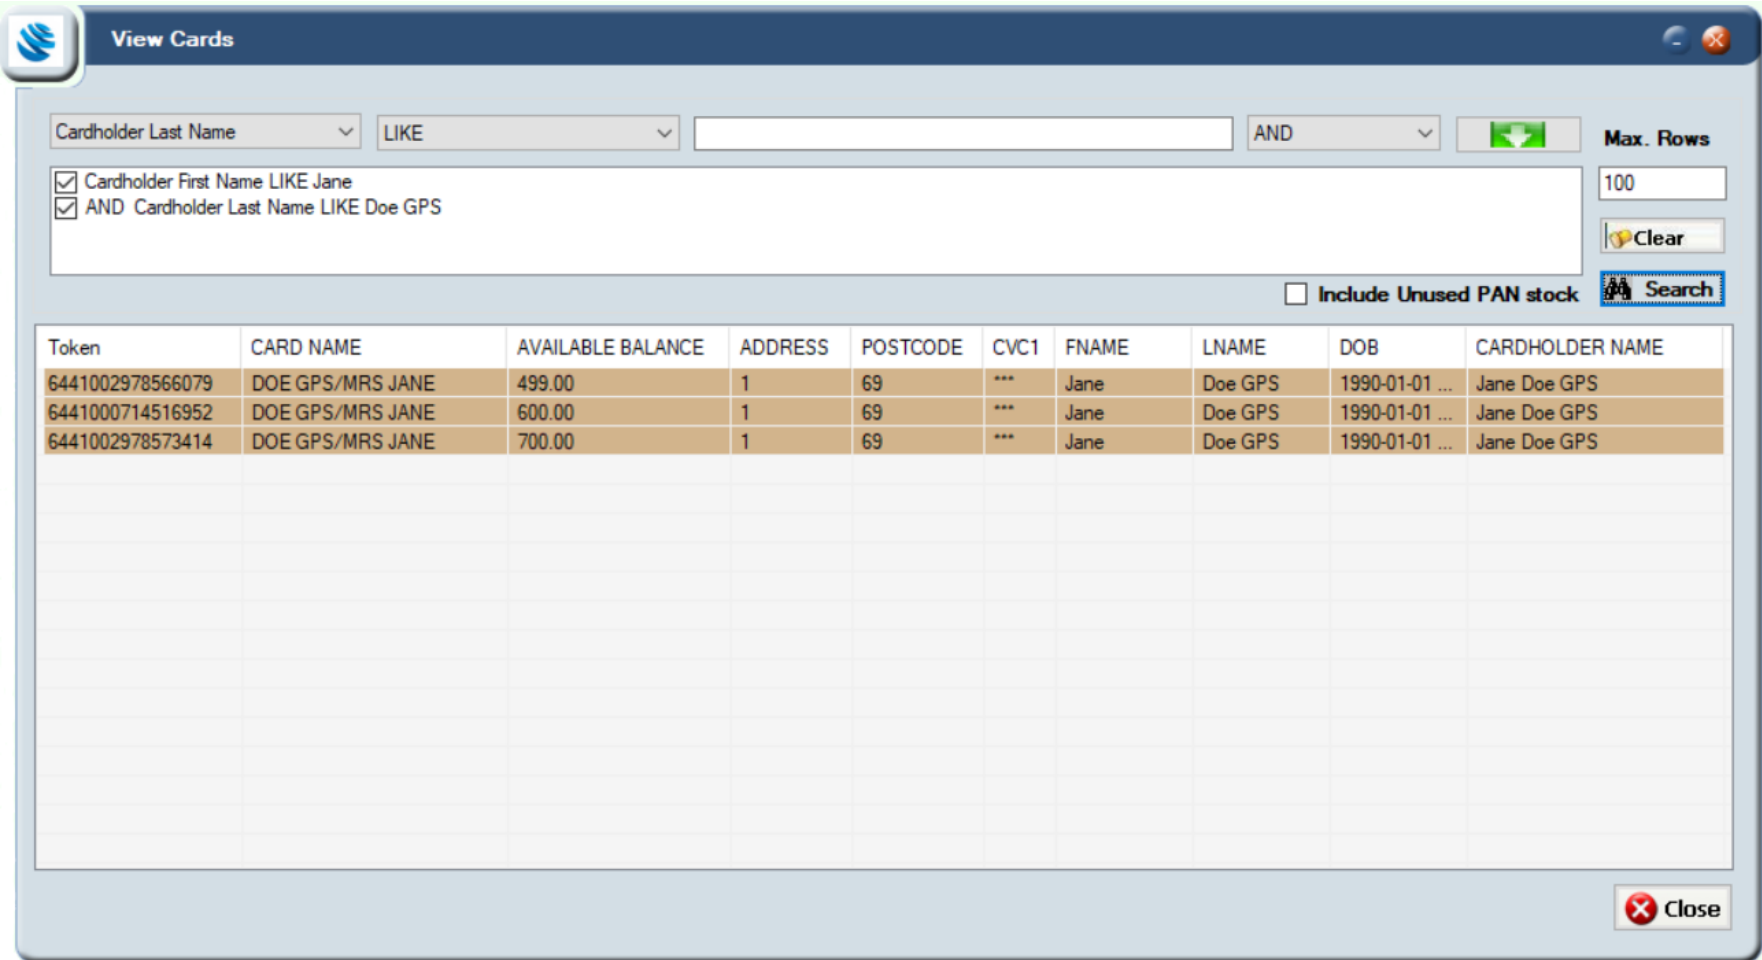 View Cards
Cardholder Last Name LIKE AND Max. Rows
Cardholder First Name LIKE Jane
100
AND Cardholder Last Name LIKE Doe GPS
Clear
Include Unused PAN stock Search
Token CARD NAME AVAILABLE BALANCE ADDRESS POSTCODE CVC1 FNAME LNAME DOB CARDHOLDER NAME
6441002978566079 DOE GPS/MRS JANE 499.00 1 69 *** Jane Doe GPS 1990-01-01 ... Jane Doe GPS
6441000714516952 DOE GPS/MRS JANE 600.00 1 69 *** Jane Doe GPS 1990-01-01 ... Jane Doe GPS
6441002978573414 DOE GPS/MRS JANE 700.00 1 69 *** Jane Doe GPS 1990-01-01 ... Jane Doe GPS
Close